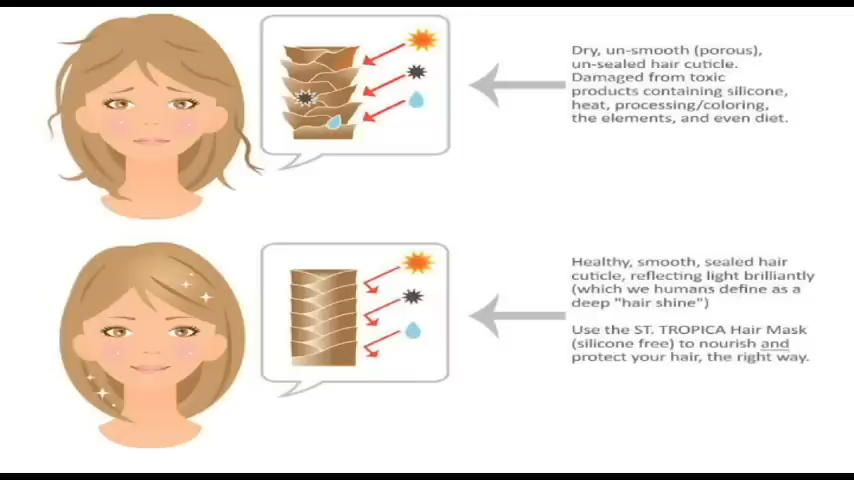 Dry, un-smooth (porous),
un-sealed hair cuticle.
Damaged from toxic
products containing silicone,
heat, processing/coloring,
the elements, and even diet.
Healthy, smooth, sealed hair
cuticle, reflecting light brilliantly
(which we humans define as a
deep "hair shine")
Use the ST. TROPICA Hair Mask
(silicone free) to nourish and
protect your hair, the right way.